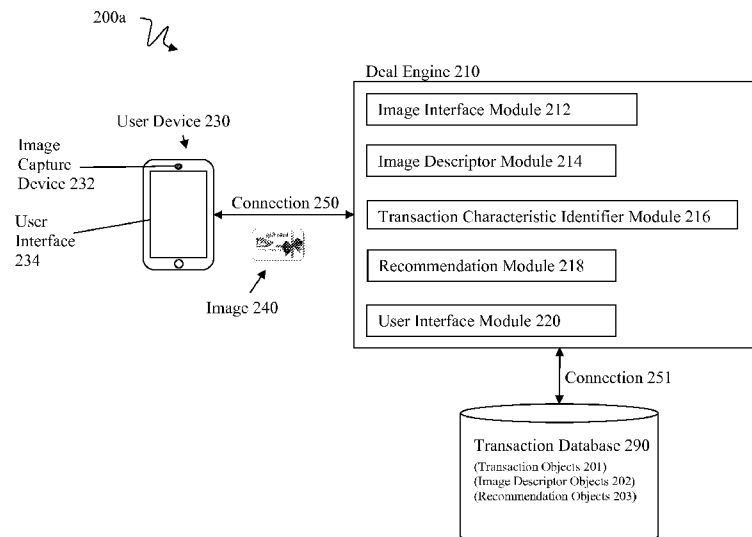 200a
Deal Engine 210
Image Interface Module 212
User Device 230
Image
Capture
Device 232
Image Descriptor Module 214
Connection 250
Transaction Characteristic Identifier Module 216
User
Interface
234
Recommendation Module 218
Image 240
User Interface Module 220
Connection 251
Transaction Database 290
(Transaction Objects 201)
(Image Descriptor Objects 202)
(Recommendation Objects 203)